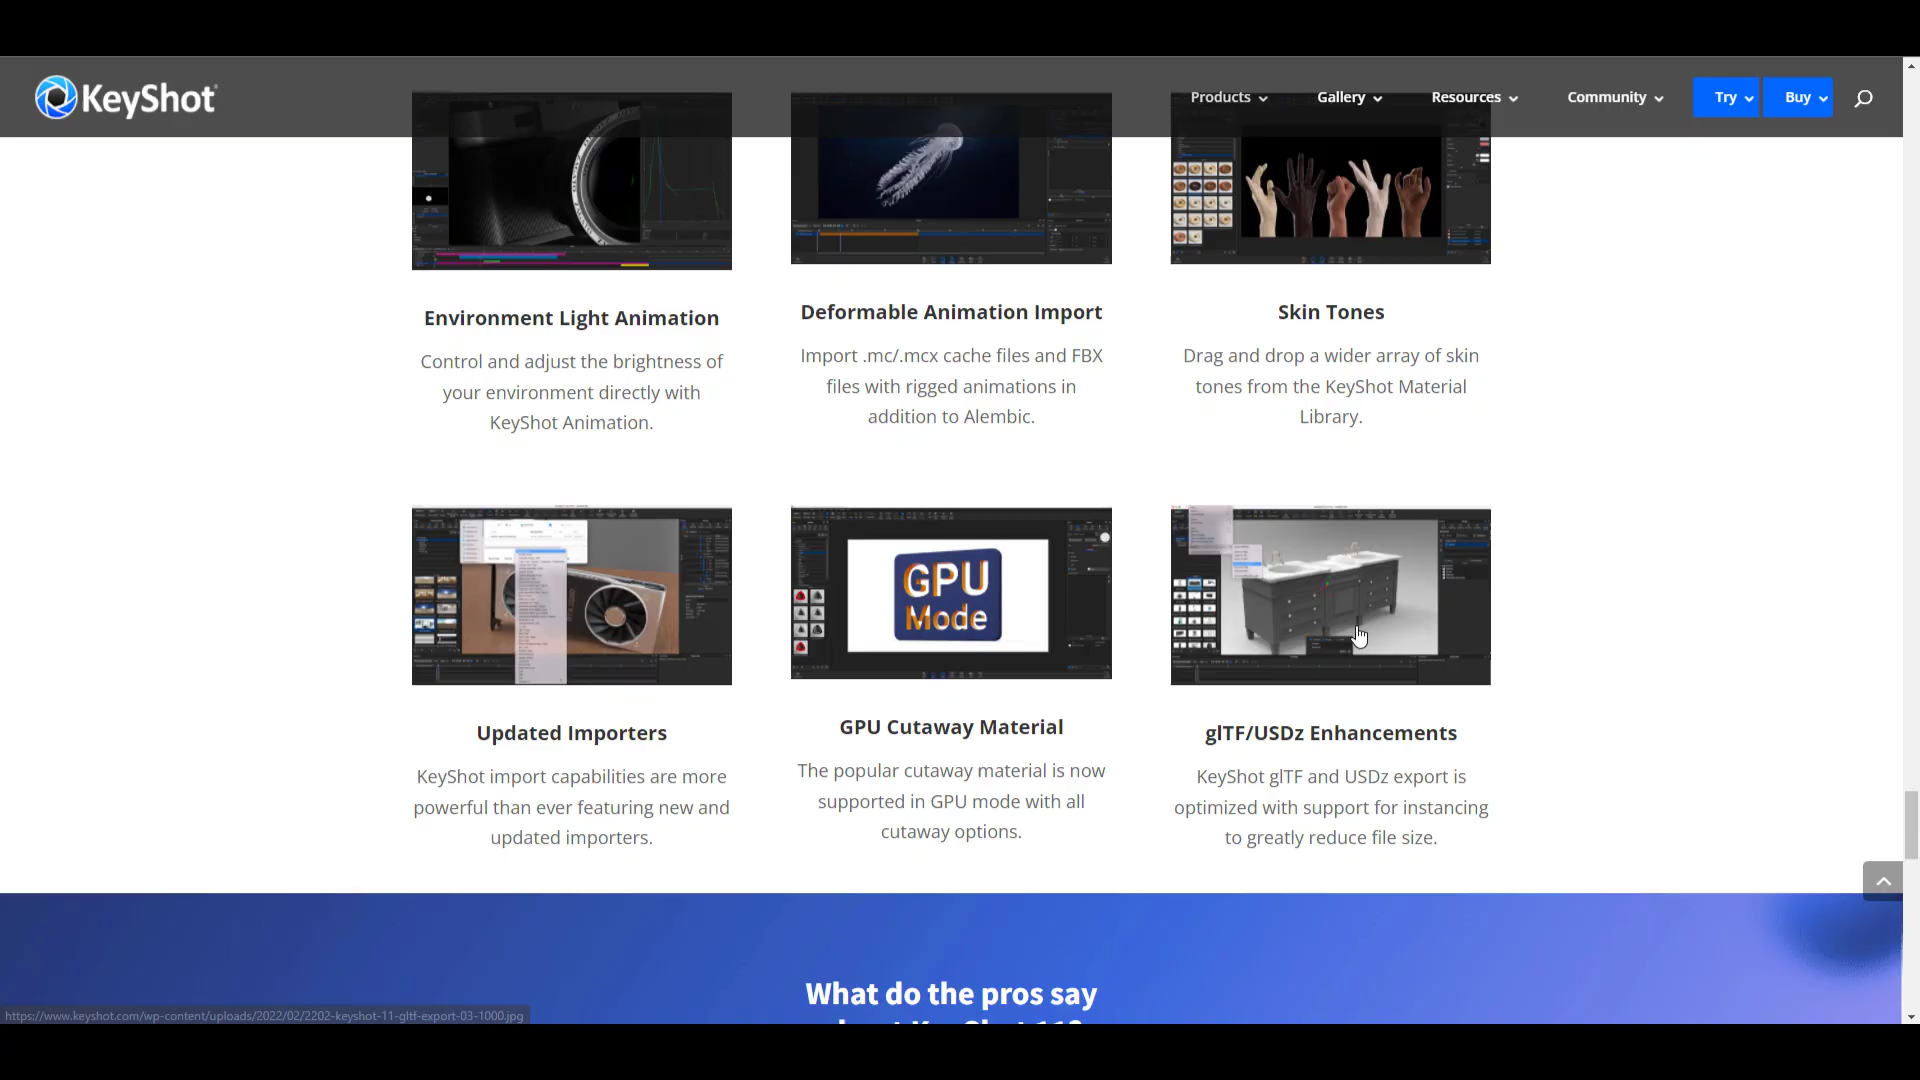 KeyShot
Products
Gallery
Resources
Community
Try
Buy
Environment Light Animation
Control and adjust the brightness of
your environment directly with
KeyShot Animation.
Deformable Animation Import
Import .mc/.mcx cache files and FBX
files with rigged animations in
addition to Alembic.
Skin Tones
Drag and drop a wider array of skin
tones from the KeyShot Material
Library.
GPU
Mode
Updated Importers
KeyShot import capabilities are more
powerful than ever featuring new and
updated importers.
GPU Cutaway Material
The popular cutaway material is now
supported in GPU mode with all
cutaway options.
glTF/USDz Enhancements
KeyShot glTF and USDz export is
optimized with support for instancing
to greatly reduce file size.
What do the pros say
https://www.keyshot.com/wp-content/uploads/2022/02/2202-keyshot-11-gltf-export-03-1000.jpg